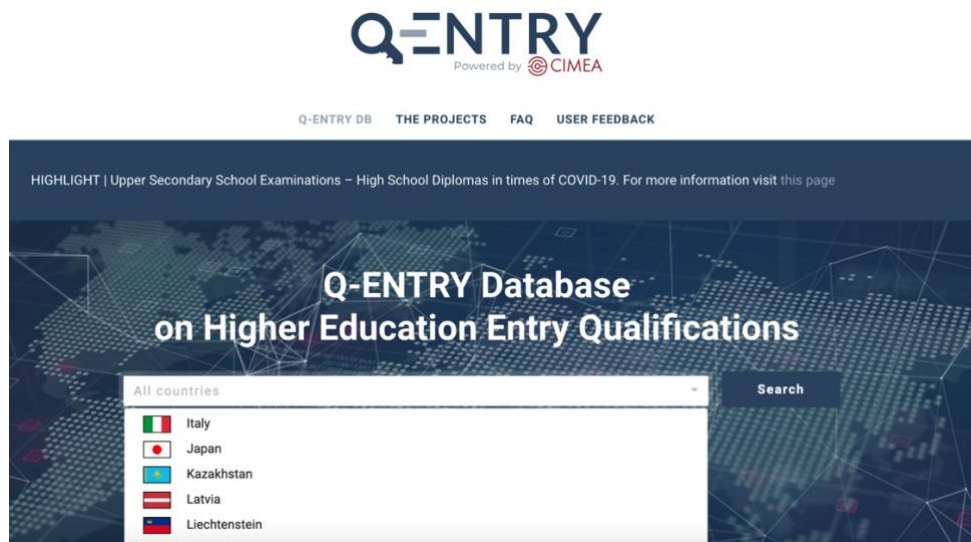 Q-ENTRY
Powered by CIMEA
Q-ENTRY DB THE PROJECTS FAQ USER FEEDBACK
HIGHLIGHT | Upper Secondary School Examinations – High School Diplomas in times of COVID-19. For more information visit this page
Q-ENTRY Database
on Higher Education Entry Qualifications
All countries Search
Italy
Japan
Kazakhstan
Latvia
Liechtenstein